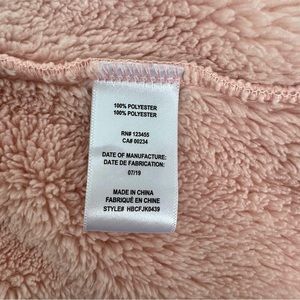 100% POLYESTER
100% POLYESTER
RN# 123455
CA# 00234
DATE OF MANUFACTURE:
DATE DE FABRICATION:
07/19
MADE IN CHINA
FABRIQUÉ EN CHINE
STYLE# HBCFJK0439